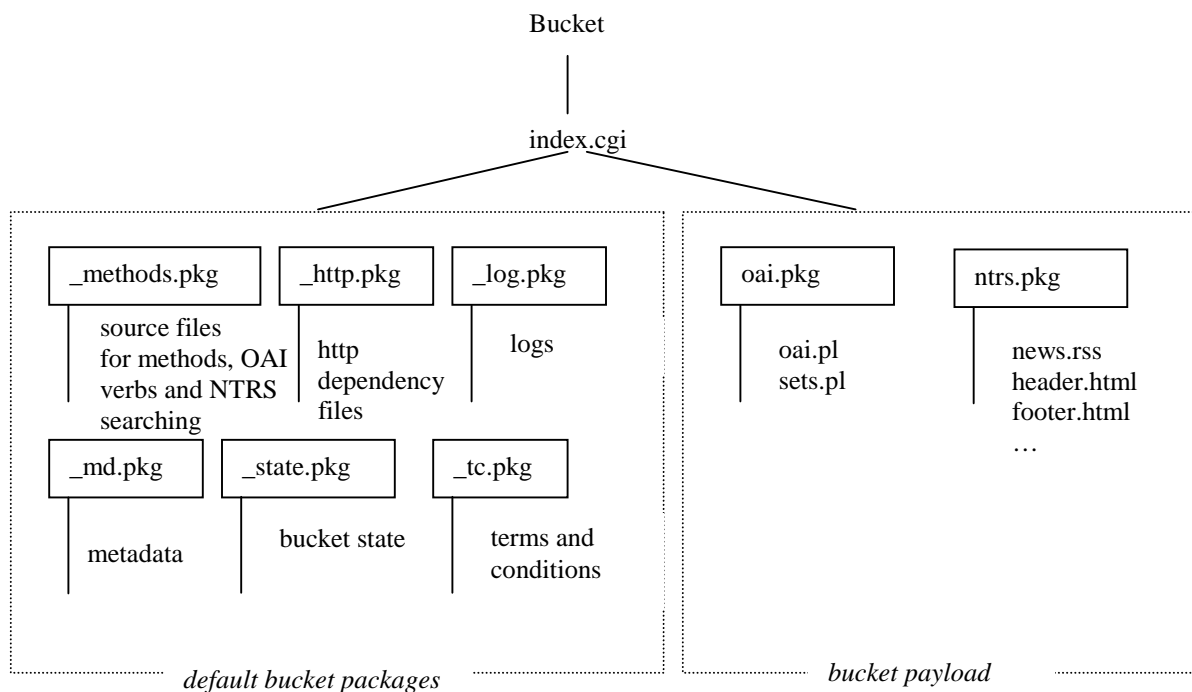 Bucket
index.cgi
_methods.pkg
source files
for methods, OAI
verbs and NTRS
searching
_http.pkg
http
dependency
files
_log.pkg
logs
_md.pkg
metadata
_state.pkg
bucket state
_tc.pkg
terms and
conditions
default bucket packages
oai.pkg
oai.pl
sets.pl
ntrs.pkg
news.rss
header.html
footer.html
…
bucket payload